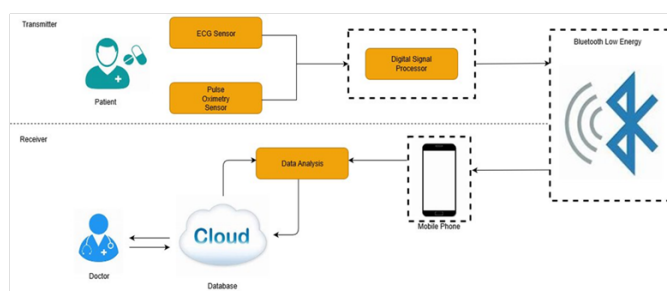 Transmitter
ECG Sensor
Bluetooth Low Energy
Digital Signal
Processor
Patient
Pulse
Oximetry
Sensor
Receiver
Data Analysis
Cloud
Mobile Phone
Doctor
Database